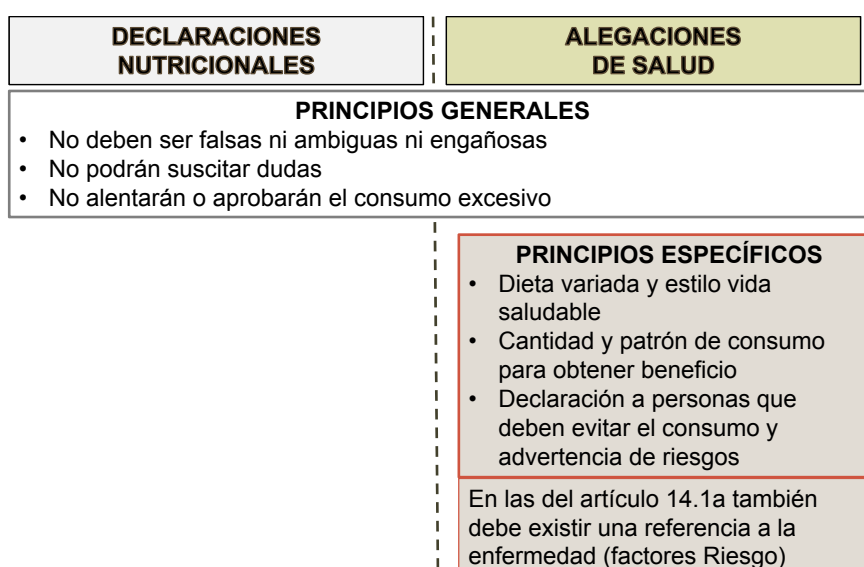 DECLARACIONES
NUTRICIONALES
ALEGACIONES
DE SALUD
PRINCIPIOS GENERALES
• No deben ser falsas ni ambiguas ni engañosas
• No podrán suscitar dudas
• No alentarán o aprobarán el consumo excesivo
PRINCIPIOS ESPECÍFICOS
• Dieta variada y estilo vida
saludable
• Cantidad y patrón de consumo
para obtener beneficio
• Declaración a personas que
deben evitar el consumo y
advertencia de riesgos
En las del artículo 14.1a también
debe existir una referencia a la
enfermedad (factores Riesgo)